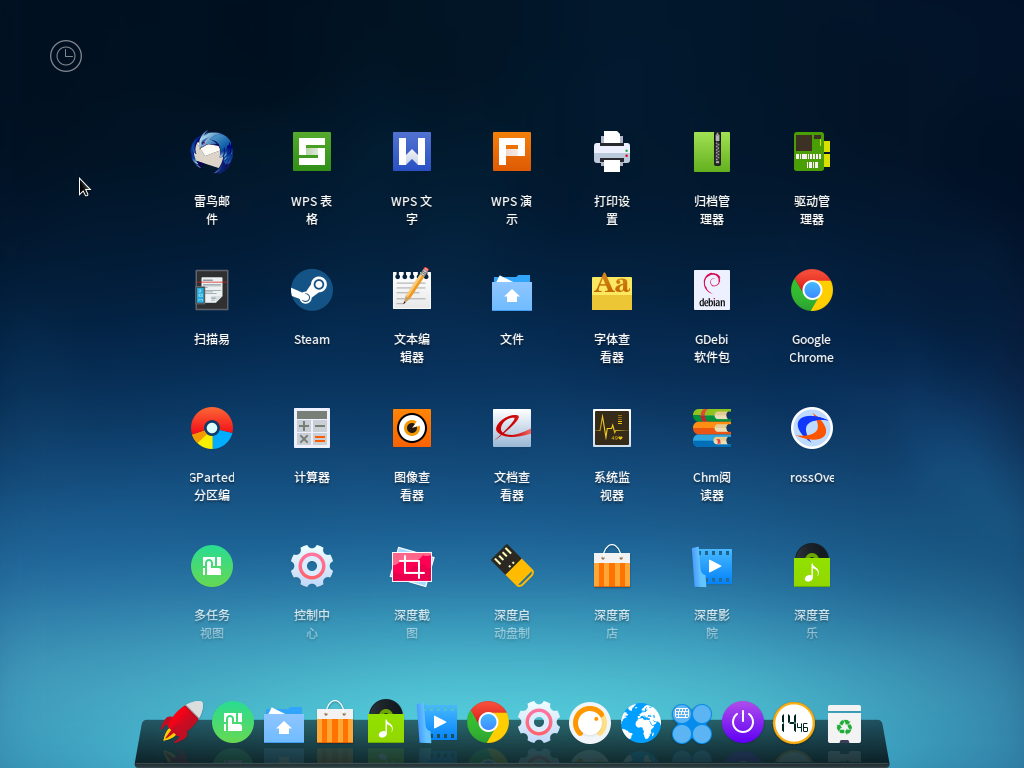 雷鸟邮
件
WPS 表
格
WPS 文
字
WPS 演
示
打印设
置
归档管
理器
驱动管
理器
扫描易
Steam
文本编
辑器
文件
Aa
字体查
看器
debian
GDebi
软件包
Google
Chrome
GParted
分区编
计算器
图像查
看器
文档查
看器
系统监
视器
Chm阅
读器
rossOve
多任务
视图
控制中
心
深度截
图
深度启
动盘制
深度商
店
深度影
院
深度音
乐
14 46